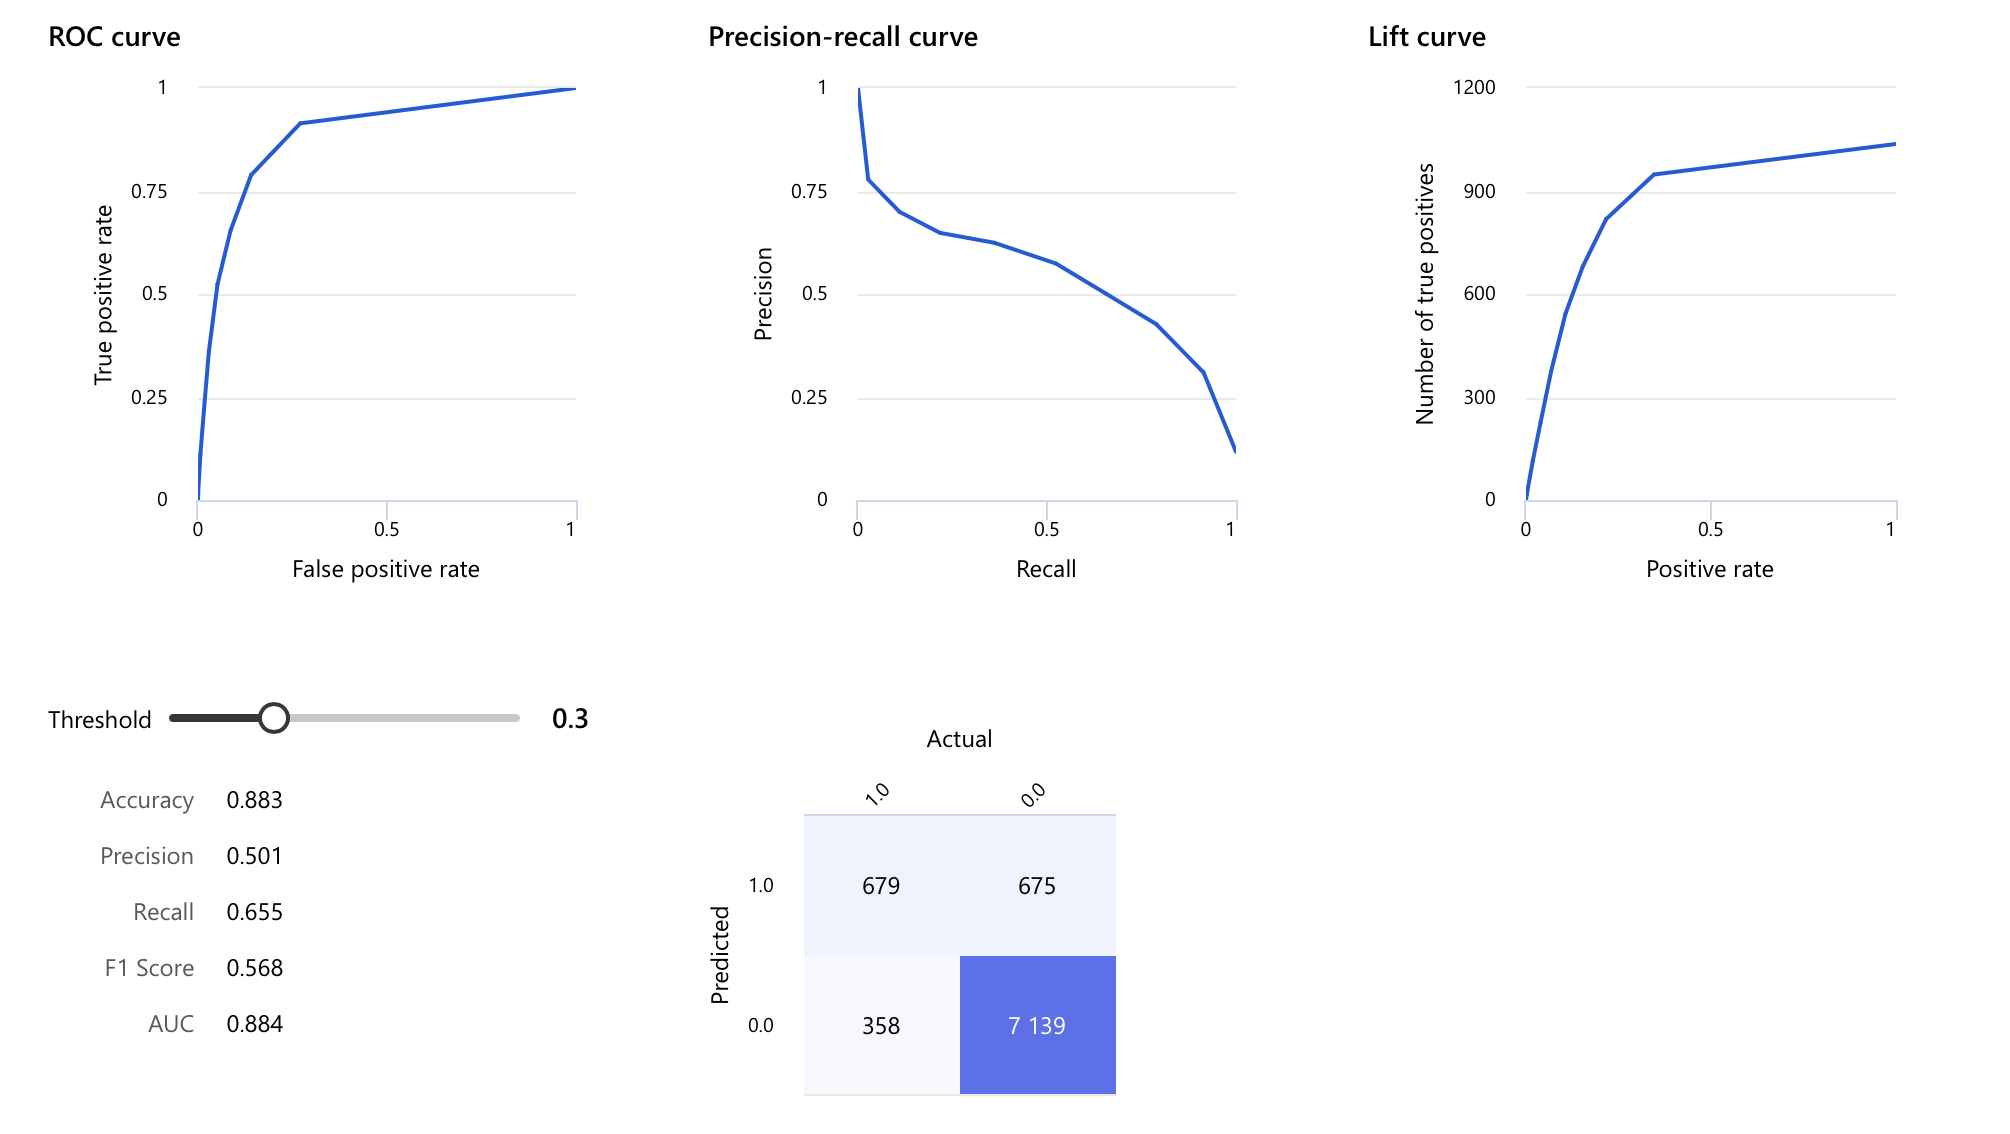 ROC curve
True positive rate
1
0.75
0.5
0.25
0
0 0.5 1
False positive rate
Precision-recall curve
Precision
1
0.75
0.5
0.25
0
0 0.5 1
Recall
Lift curve
Number of true positives
1200
900
600
300
0
0 0.5 1
Positive rate
Threshold 0.3
Accuracy 0.883
Precision 0.501
Recall 0.655
F1 Score 0.568
AUC 0.884
Actual
1.0 0.0
Predicted
1.0 679 675
0.0 358 7 139